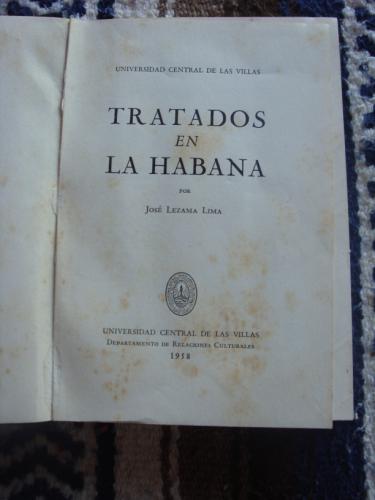 UNIVERSIDAD CENTRAL DE LAS VILLAS
TRATADOS
EN
LA HABANA
POR
JOSÉ LEZAMA LIMA
UNIVERSIDAD CENTRAL DE LAS VILLAS
DEPARTAMENTO DE RELACIONES CULTURALES
1958